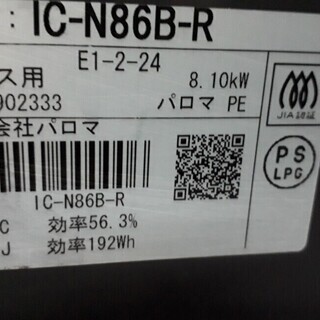 : IC-N86B-R
ス用
E1-2-24
8.10kW
902333
パロマ PE
会社パロマ
JIA認証
PS
LPG
IC-N86B-R
C 効率56.3%
J 効率192Wh